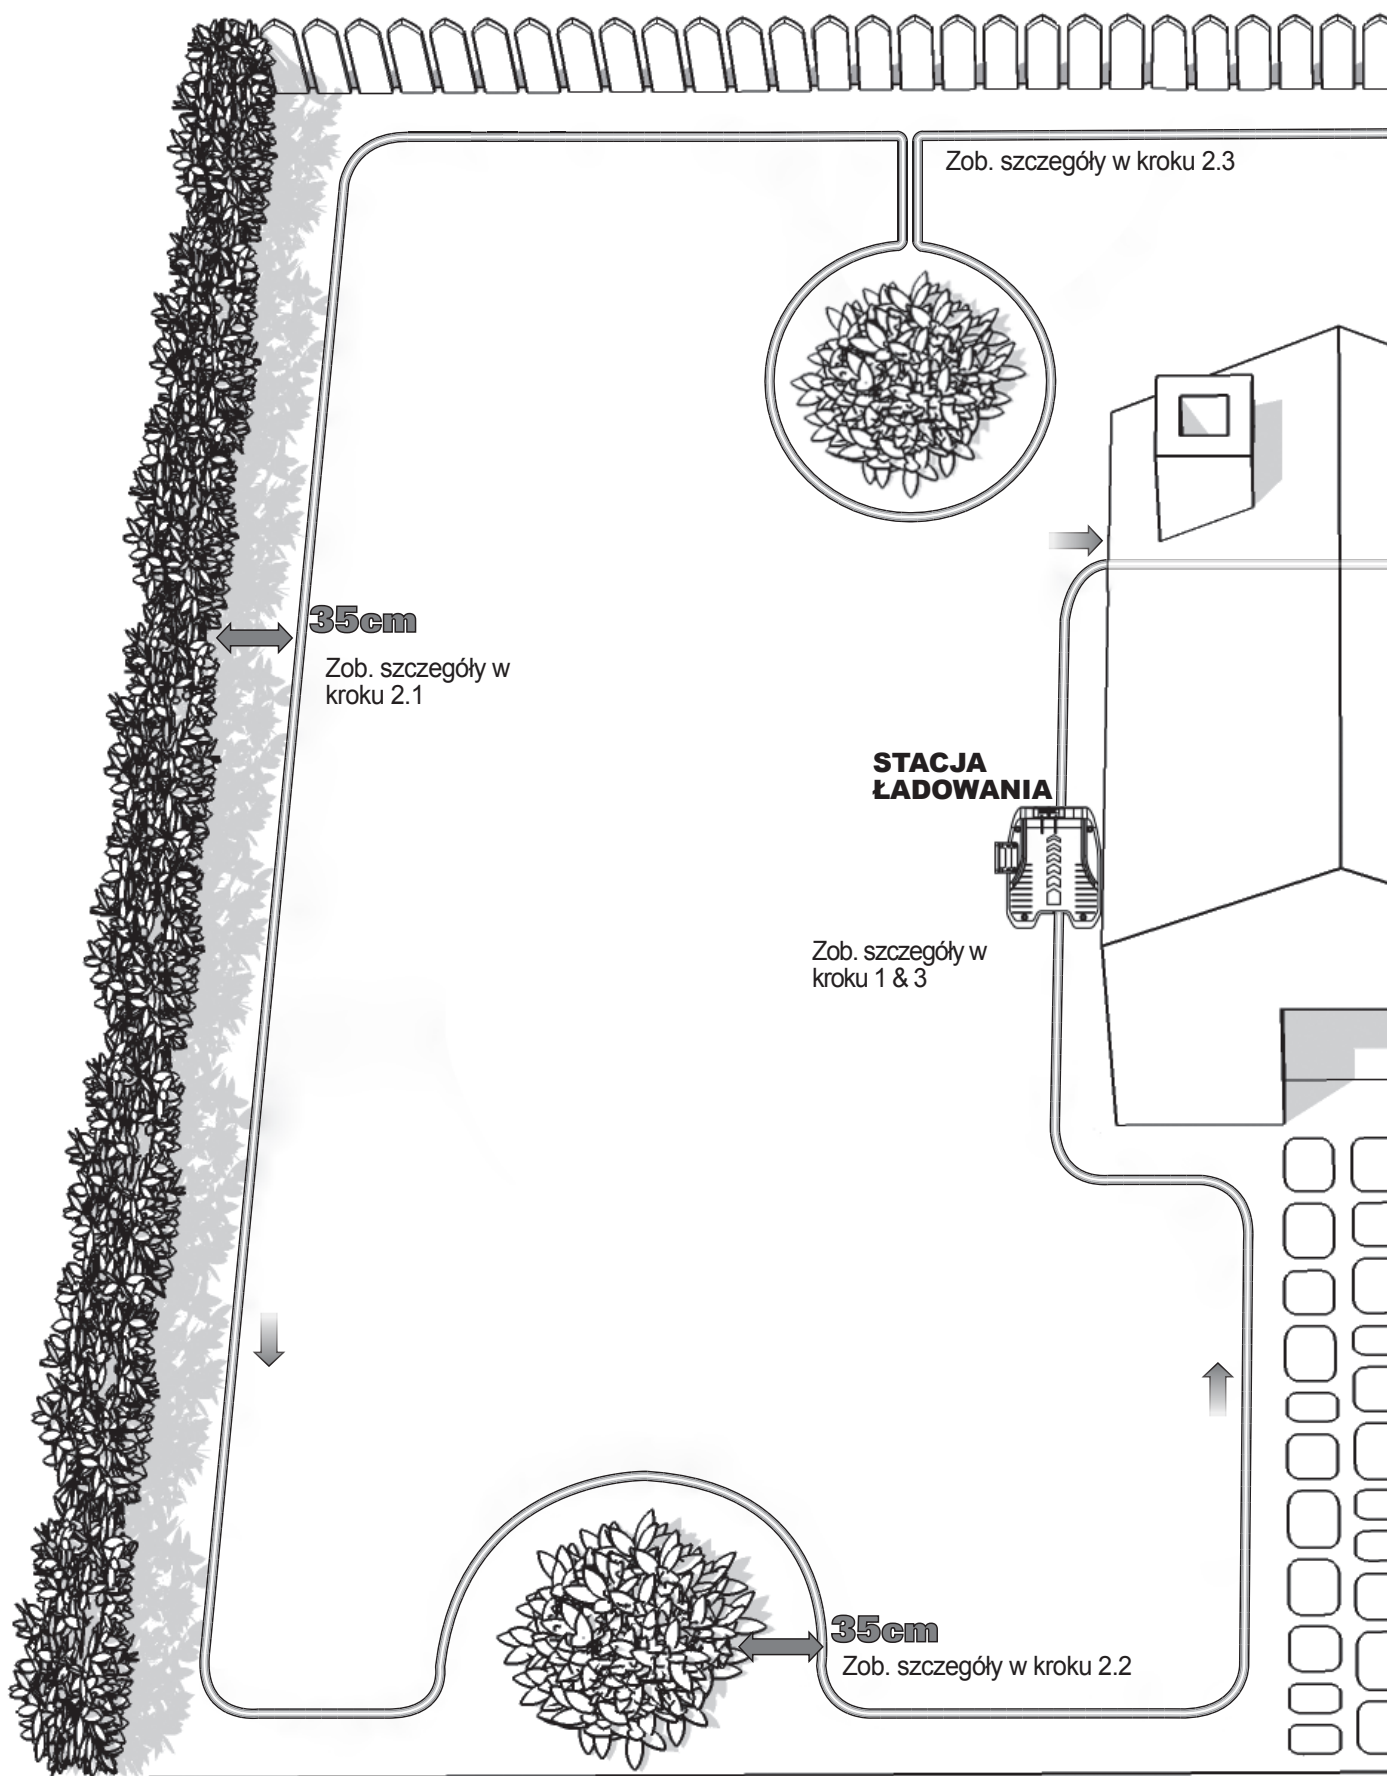 Zob. szczegóły w kroku 2.3
35cm
Zob. szczegóły w
kroku 2.1
STACJA
ŁADOWANIA
Zob. szczegóły w
kroku 1 & 3
35cm
Zob. szczegóły w kroku 2.2